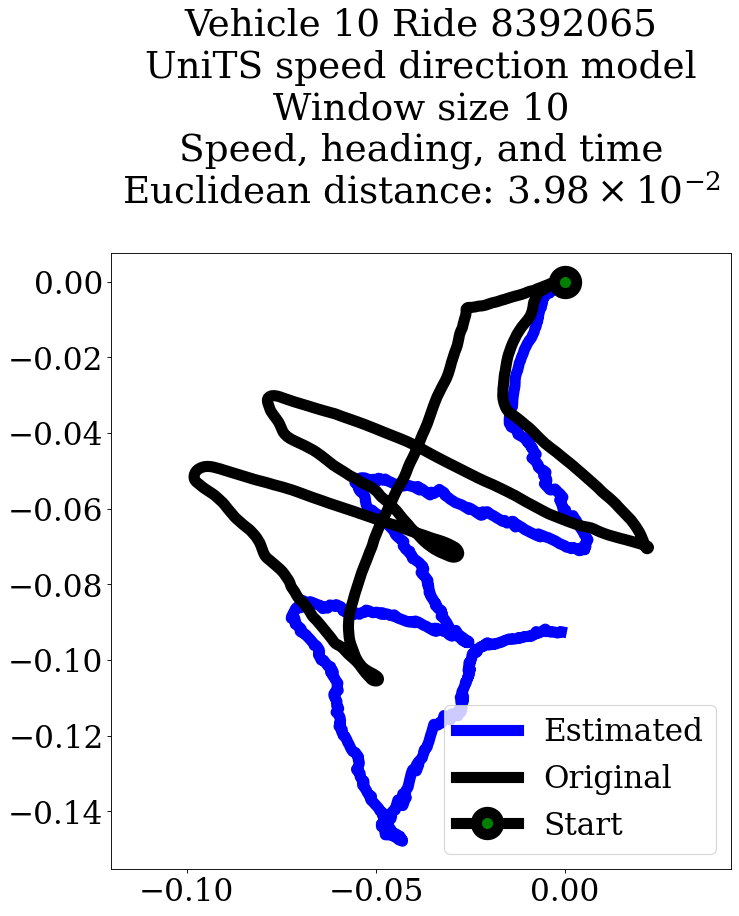 Vehicle 10 Ride 8392065
UniTS speed direction model
Window size 10
Speed, heading, and time
Euclidean distance: 3.98 × 10⁻²
0.00
−0.02
−0.04
−0.06
−0.08
−0.10
−0.12
−0.14
Estimated
Original
Start
−0.10 −0.05 0.00